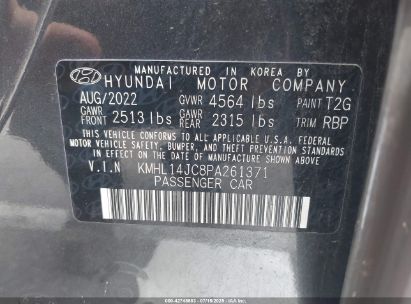 MANUFACTURED IN KOREA BY
HYUNDAI MOTOR COMPANY
AUG/2022 GVWR 4564 lbs PAINT T2G
GAWR FRONT 2513 lbs GAWR REAR 2315 lbs TRIM RBP
THIS VEHICLE CONFORMS TO ALL APPLICABLE U.S.A. FEDERAL
MOTOR VEHICLE SAFETY, BUMPER, AND THEFT PREVENTION STANDARDS
IN EFFECT ON THE DATE OF MANUFACTURE SHOWN ABOVE.
V.I.N KMHL14JC8PA261371
PASSENGER CAR